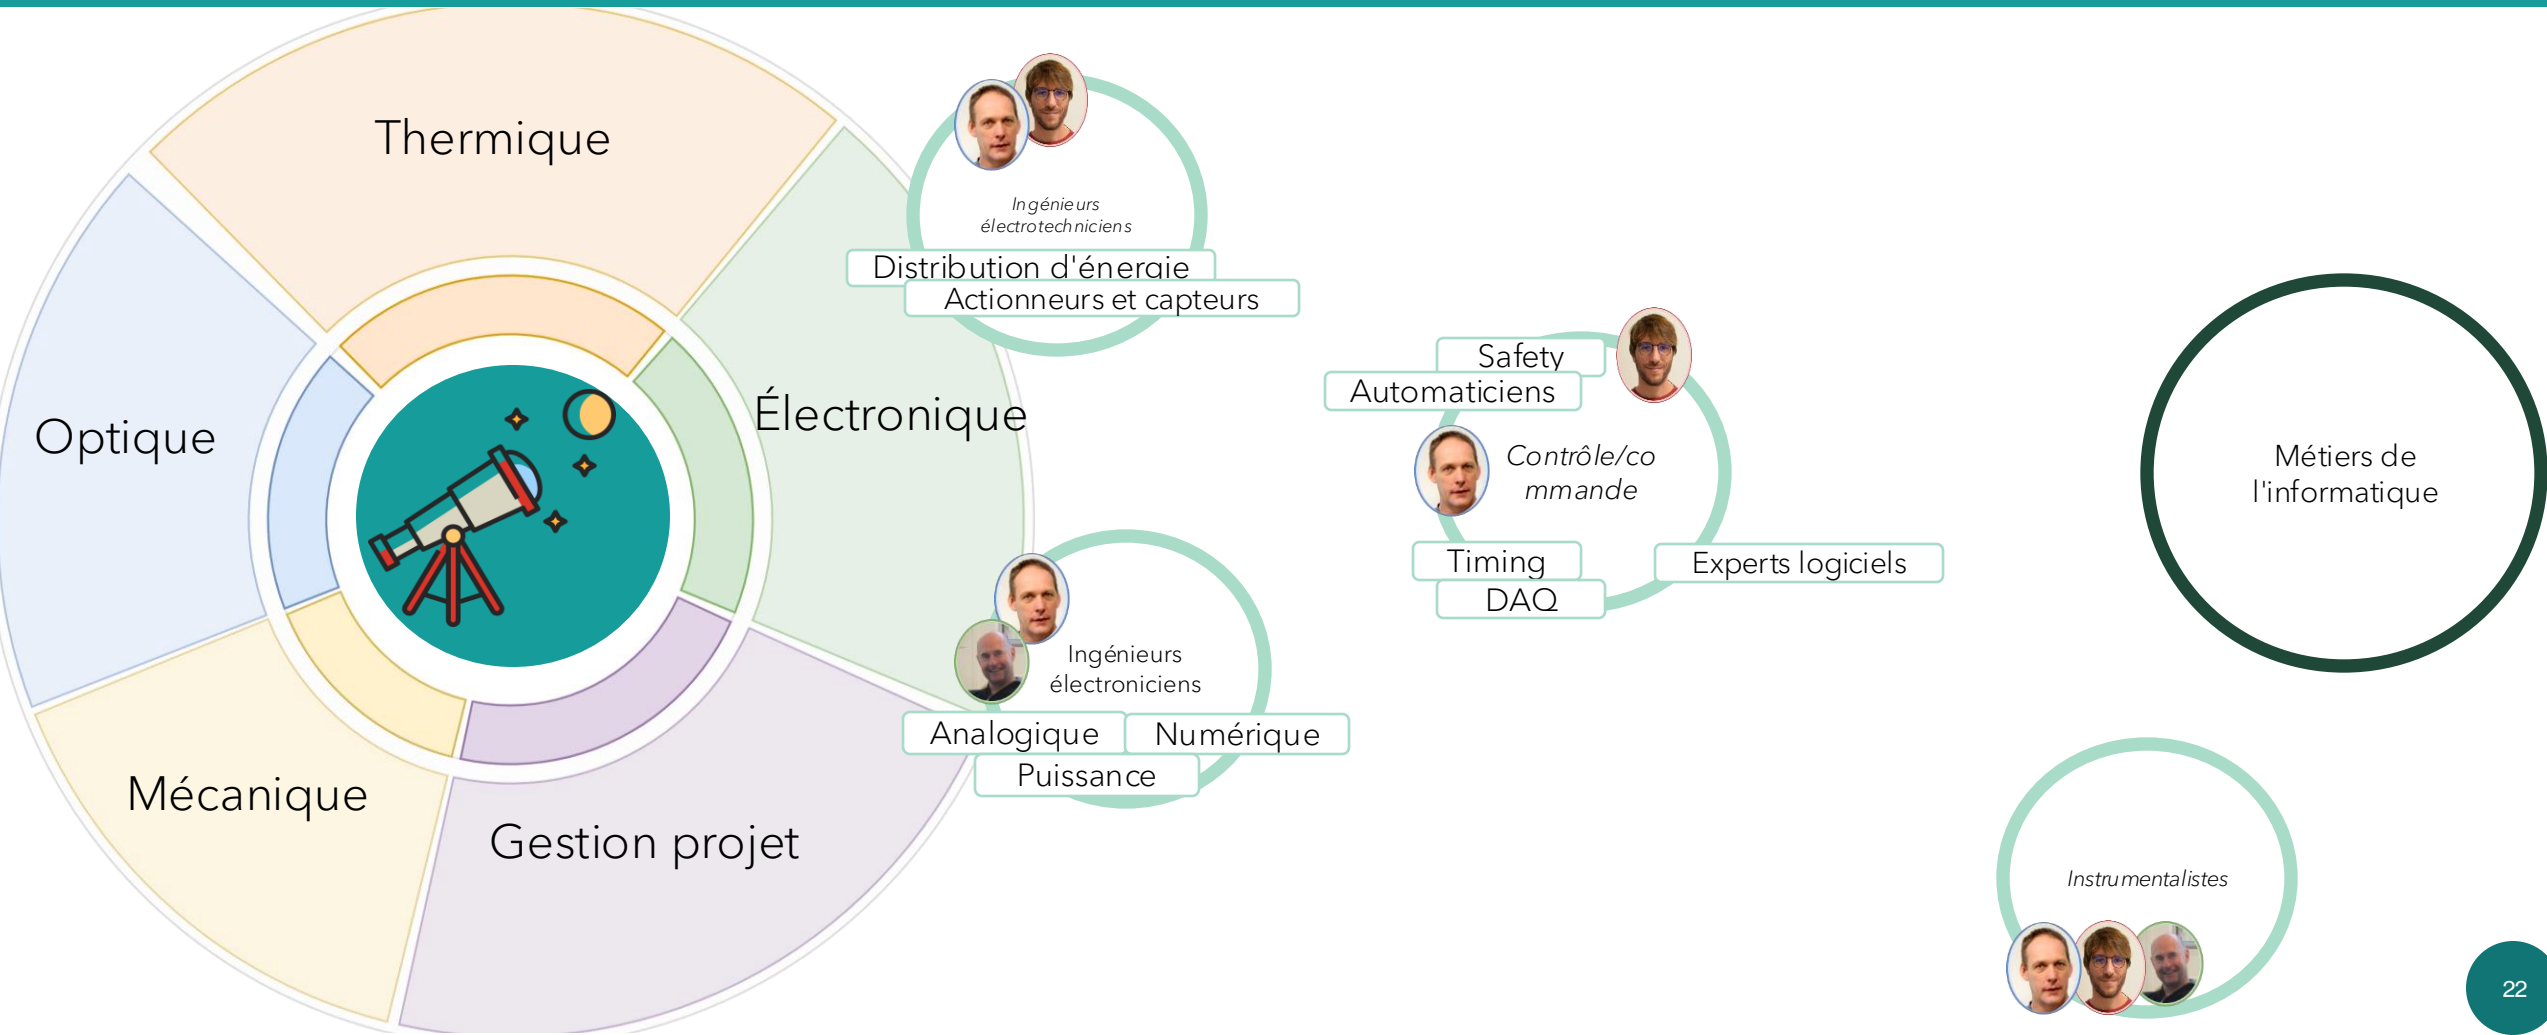 Thermique
Optique
Électronique
Mécanique
Gestion projet
Ingénieurs
électrotechniciens
Distribution d'énergie
Actionneurs et capteurs
Safety
Automaticiens
Contrôle/co
mmande
Timing
DAQ
Experts logiciels
Ingénieurs
électroniciens
Analogique
Numérique
Puissance
Métiers de
l'informatique
Instrumentalistes
22